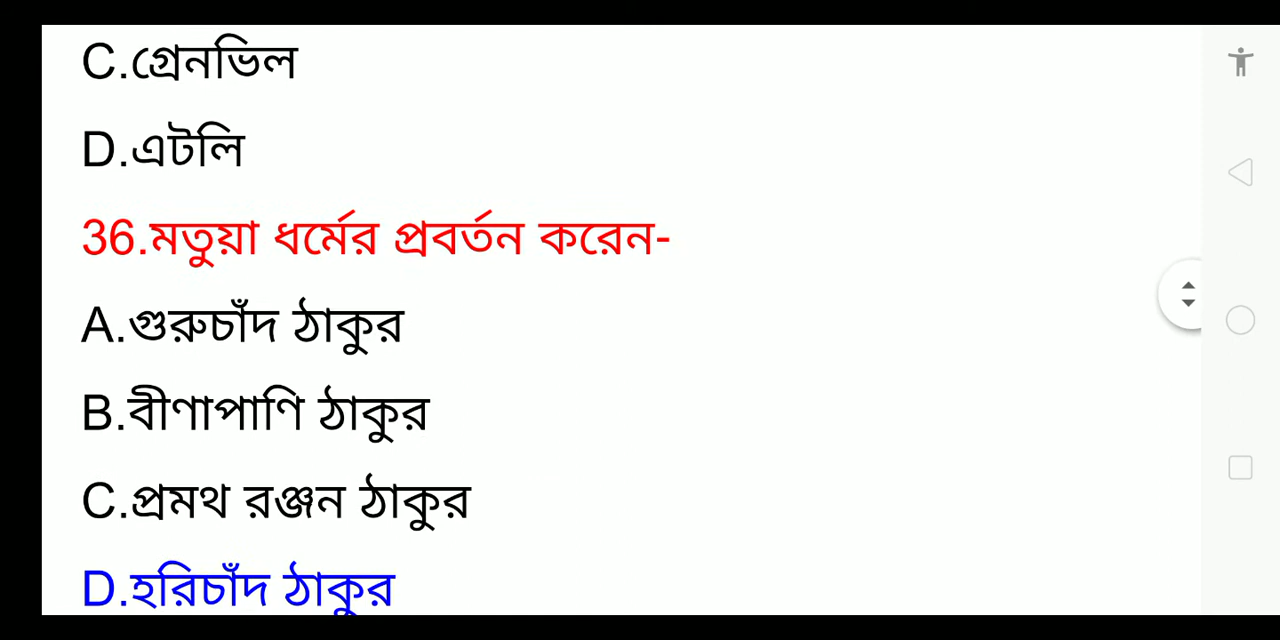 C.গ্রেনভিল
D.এটলি
36.মতুয়া ধর্মের প্রবর্তন করেন-
A.গুরুচাঁদ ঠাকুর
B.বীণাপাণি ঠাকুর
C.প্রমথ রঞ্জন ঠাকুর
D.হরিচাঁদ ঠাকুর